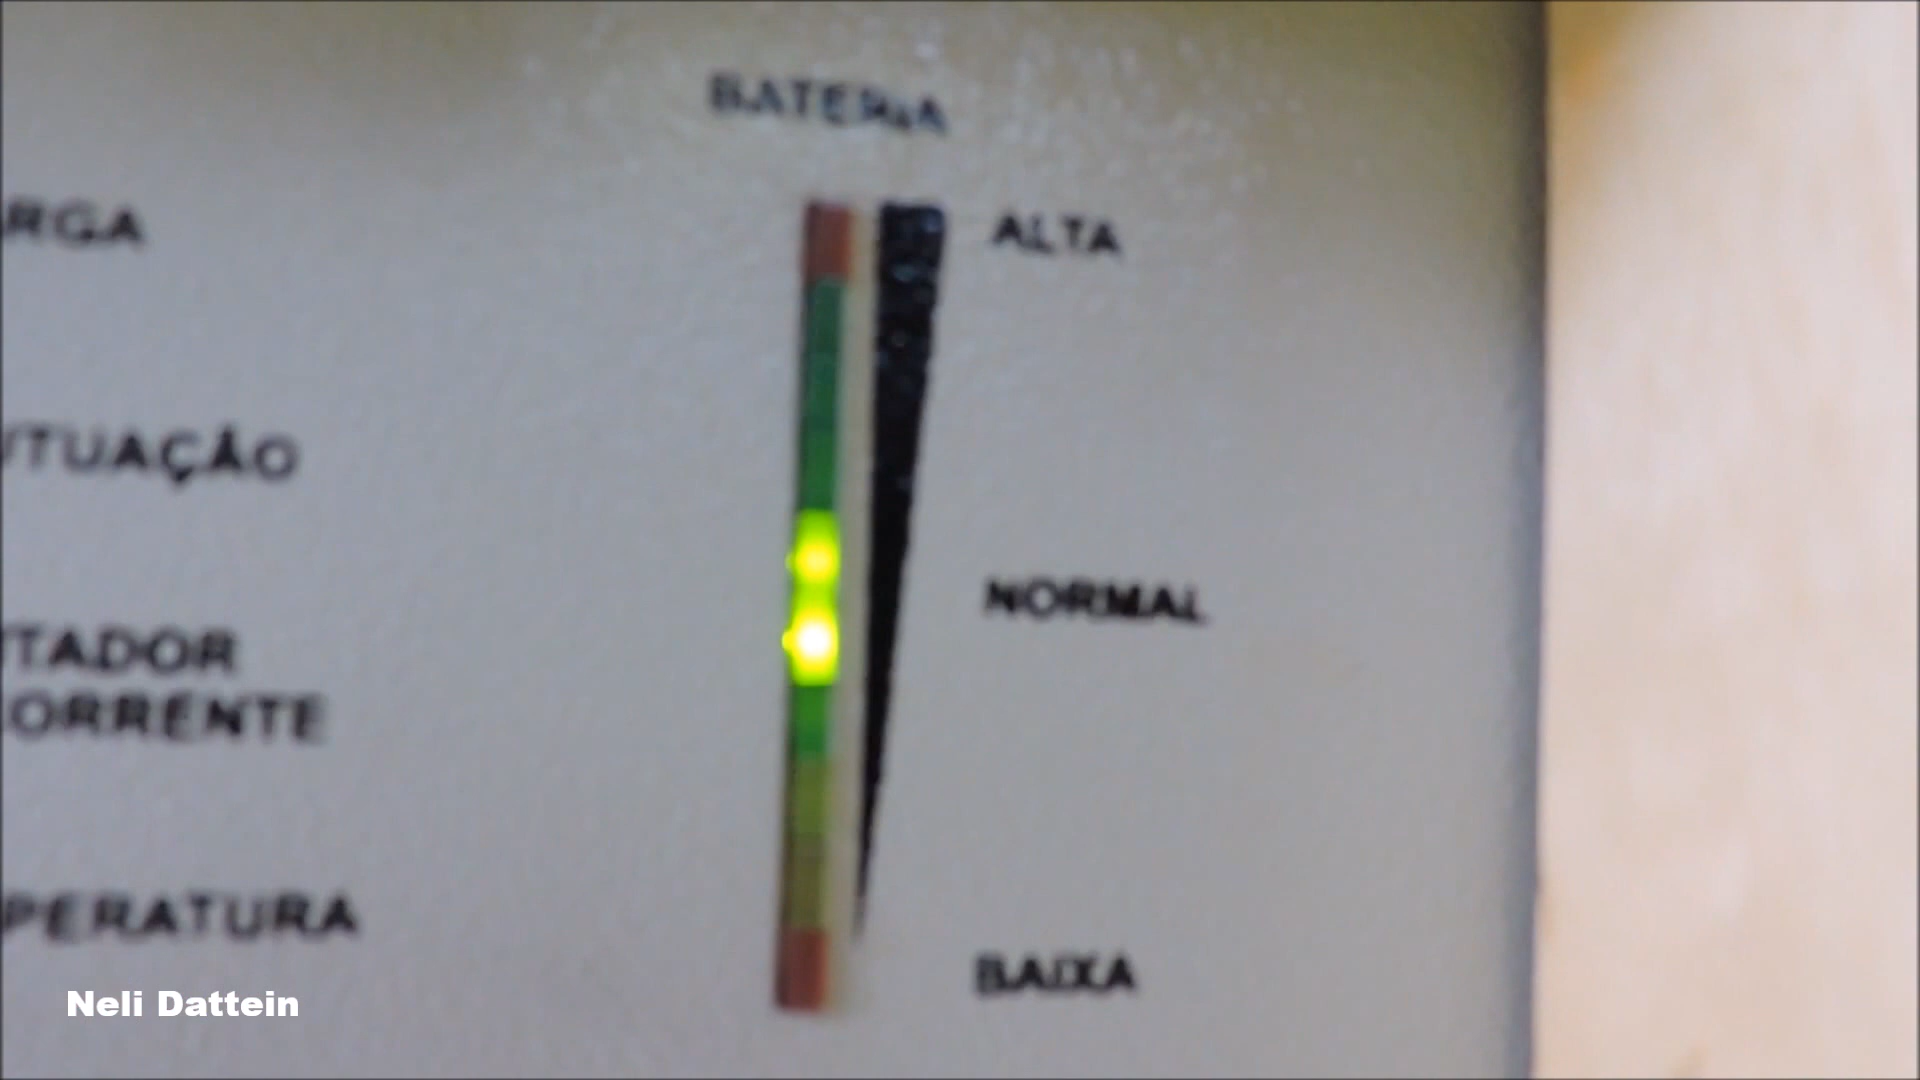 BATERIA
ALTA
RGA
TUAÇÃO
NORMAL
TADOR
ORRENTE
PERATURA
BAIXA
Neli Dattein